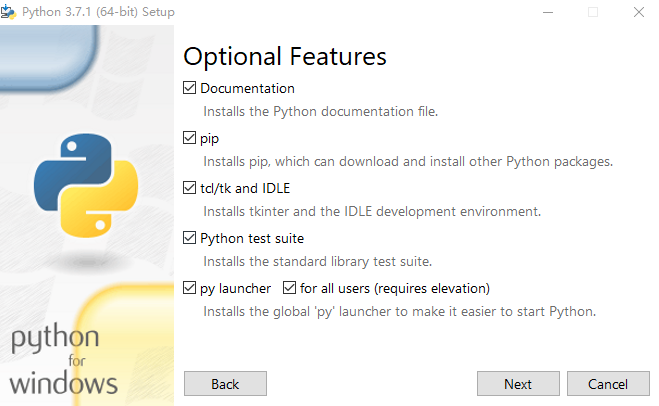 Python 3.7.1 (64-bit) Setup
Optional Features
Documentation
Installs the Python documentation file.
pip
Installs pip, which can download and install other Python packages.
tcl/tk and IDLE
Installs tkinter and the IDLE development environment.
Python test suite
Installs the standard library test suite.
py launcher for all users (requires elevation)
Installs the global 'py' launcher to make it easier to start Python.
python
for
windows
Back Next Cancel